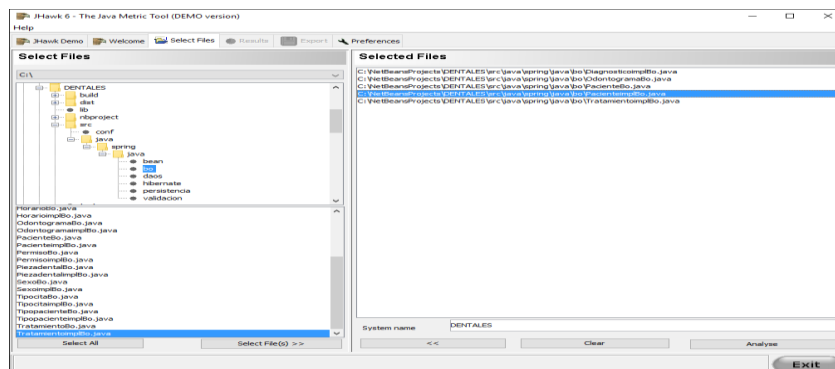 JHawk 6 - The Java Metric Tool (DEMO version)
Help
JHawk Demo Welcome Select Files Results Export Preferences
Select Files
C:\
DENTALES
build
dist
lib
nbproject
src
conf
java
spring
java
bean
bo
daos
hibernate
persistencia
validacion
HorarioBo.java
HorarioimplBo.java
OdontogramaBo.java
OdontogramaimplBo.java
PacienteBo.java
PacienteimplBo.java
PermisoBo.java
PermisoimplBo.java
PiezadentalBo.java
PiezadentalimplBo.java
SexoBo.java
SexoimplBo.java
TipocitaBo.java
TipocitaimplBo.java
TipopacienteBo.java
TipopacienteimplBo.java
TratamientoBo.java
TratamientoimplBo.java
Select All Select File(s) >>
Selected Files
C:\NetBeansProjects\DENTALES\src\java\spring\java\bo\DiagnosticoimplBo.java
C:\NetBeansProjects\DENTALES\src\java\spring\java\bo\OdontogramaBo.java
C:\NetBeansProjects\DENTALES\src\java\spring\java\bo\PacienteBo.java
C:\NetBeansProjects\DENTALES\src\java\spring\java\bo\PacienteimplBo.java
C:\NetBeansProjects\DENTALES\src\java\spring\java\bo\TratamientoimplBo.java
System name DENTALES
<< Clear Analyse
Exit